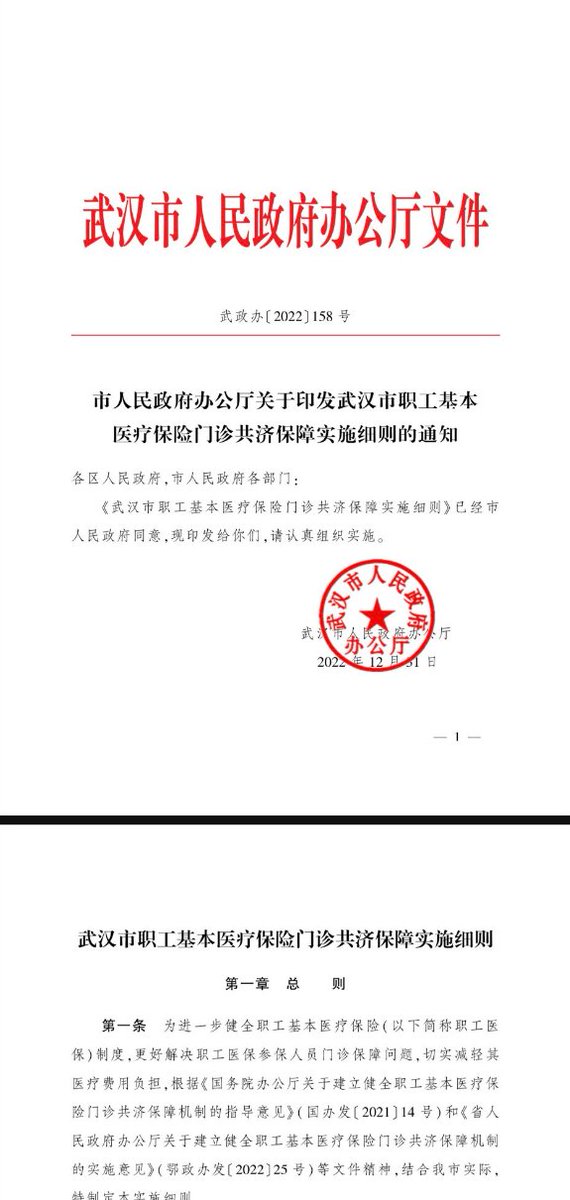 武汉市人民政府办公厅文件
武政办〔2022〕158 号
市人民政府办公厅关于印发武汉市职工基本
医疗保险门诊共济保障实施细则的通知
各区人民政府,市人民政府各部门:
《武汉市职工基本医疗保险门诊共济保障实施细则》已经市
人民政府同意,现印发给你们,请认真组织实施。
武汉市人民政府
办公厅
武汉市人民政府办公厅
2022 年 12 月 31 日
— 1 —
武汉市职工基本医疗保险门诊共济保障实施细则
第一章 总 则
第一条 为进一步健全职工基本医疗保险(以下简称职工医
保)制度,更好解决职工医保参保人员门诊保障问题,切实减轻其
医疗费用负担,根据《国务院办公厅关于建立健全职工基本医疗保
险门诊共济保障机制的指导意见》(国办发〔2021〕14 号)和《省人
民政府办公厅关于建立健全职工基本医疗保险门诊共济保障机制
的实施意见》(鄂政办发〔2022〕25 号)等文件精神,结合我市实际,
特制定本实施细则